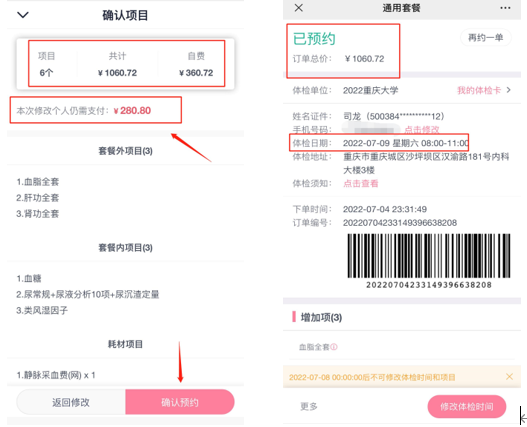 确认项目
项目
共计
自费
6个
￥1060.72
￥360.72
本次修改个人仍需支付：￥280.80
套餐外项目(3)
1.血脂全套
2.肝功全套
3.肾功全套
套餐内项目(3)
1.血糖
2.尿常规+尿液分析10项+尿沉渣定量
3.类风湿因子
耗材项目
1.静脉采血费(网) x 1
返回修改
确认预约
通用套餐
已预约
再约一单
订单总价： ￥1060.72
体检单位： 2022重庆大学
我的体检卡
姓名证件： 司龙（500384**********12）
手机号码：
点击修改
体检日期： 2022-07-09 星期六 08:00-11:00
体检地址： 重庆市重庆城区沙坪坝区汉渝路181号内科大楼3楼
体检须知： 点击查看
下单时间： 2022-07-04 23:31:49
订单编号： 20220704233149396638208
20220704233149396638208
增加项(3)
血脂全套
2022-07-08 00:00:00后不可修改体检时间和项目
更多
修改体检时间